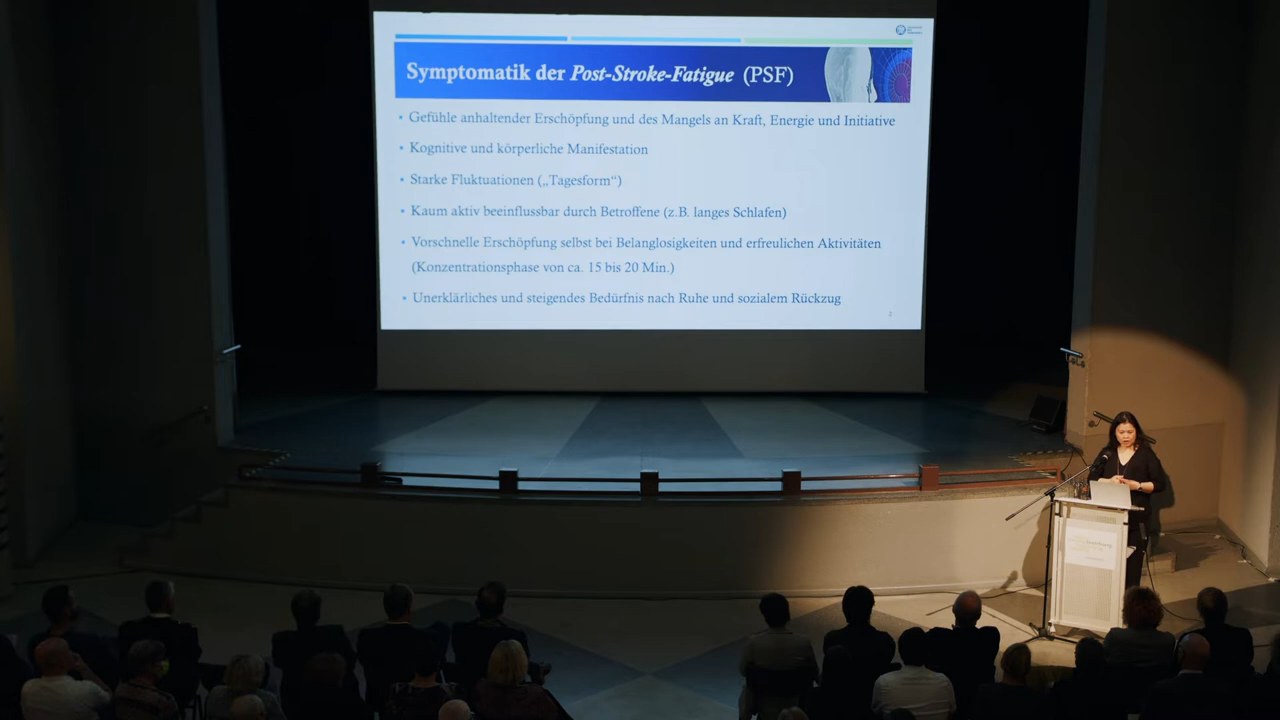 Symptomatik der Post-Stroke-Fatigue (PSF)
• Gefühle anhaltender Erschöpfung und des Mangels an Kraft, Energie und Initiative
• Kognitive und körperliche Manifestation
• Starke Fluktuationen („Tagesform“)
• Kaum aktiv beeinflussbar durch Betroffene (z.B. langes Schlafen)
• Vorschnelle Erschöpfung selbst bei Belanglosigkeiten und erfreulichen Aktivitäten
(Konzentrationsphase von ca. 15 bis 20 Min.)
• Unerklärliches und steigendes Bedürfnis nach Ruhe und sozialem Rückzug
2